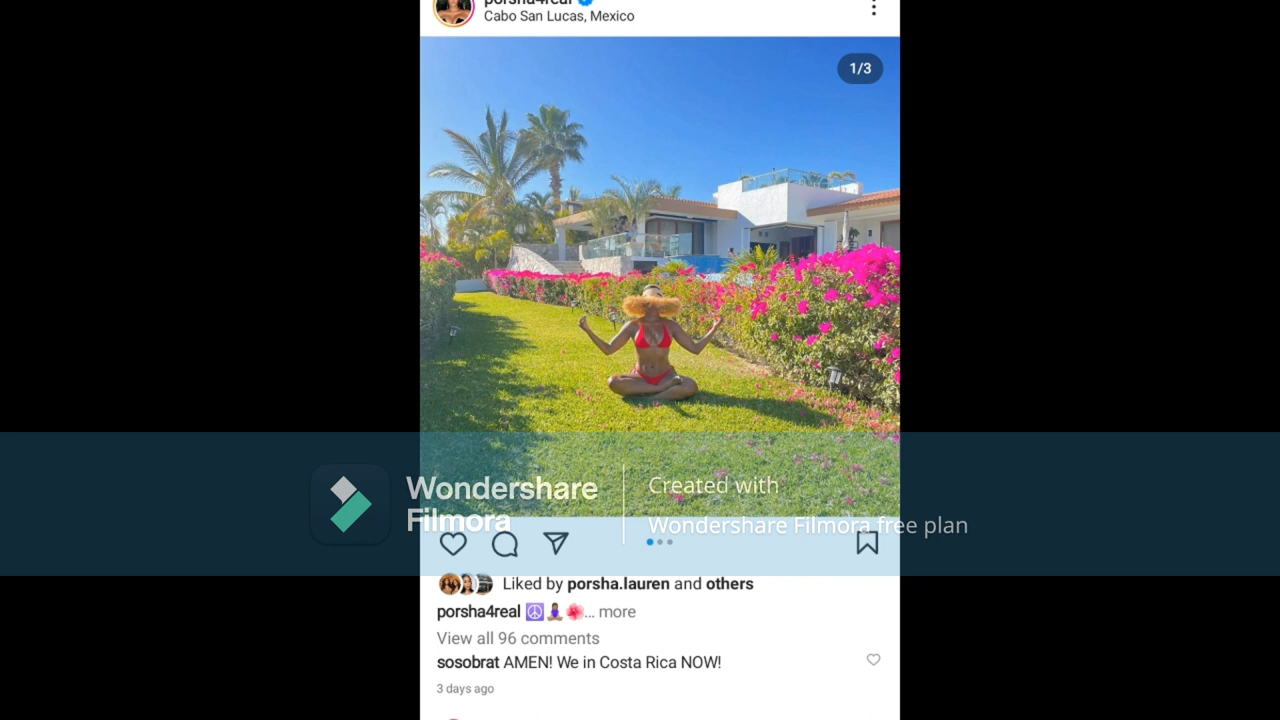 porsha4real
Cabo San Lucas, Mexico
1/3
Wondershare
Filmora
Created with
Wondershare Filmora free plan
Liked by porsha.lauren and others
porsha4real ☮️🧘🏾‍♀️🌺... more
View all 96 comments
sosobrat AMEN! We in Costa Rica NOW!
3 days ago